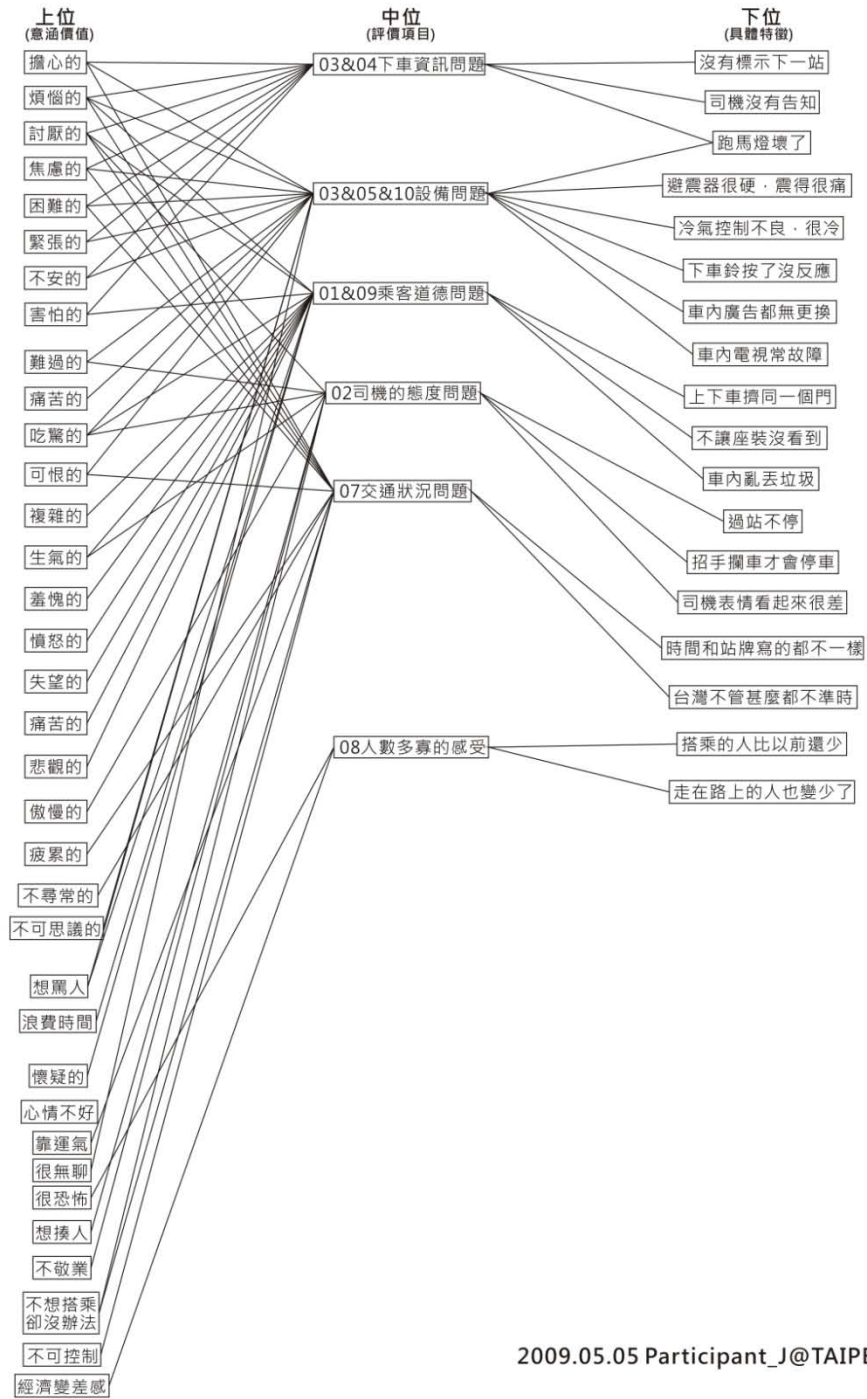 上位
(意涵價值)
中位
(評價項目)
下位
(具體特徵)
擔心的
煩惱的
討厭的
焦慮的
困難的
緊張的
不安的
害怕的
難過的
痛苦的
吃驚的
可恨的
複雜的
生氣的
羞愧的
憤怒的
失望的
痛苦的
悲觀的
傲慢的
疲累的
不尋常的
不可思議的
想罵人
浪費時間
懷疑的
心情不好
靠運氣
很無聊
很恐怖
想揍人
不敬業
不想搭乘
卻沒辦法
不可控制
經濟變差感
03&04下車資訊問題
03&05&10設備問題
01&09乘客道德問題
02司機的態度問題
07交通狀況問題
08人數多寡的感受
沒有標示下一站
司機沒有告知
跑馬燈壞了
避震器很硬，震得很痛
冷氣控制不良，很冷
下車鈴按了沒反應
車內廣告都無更換
車內電視常故障
上下車擠同一個門
不讓座裝沒看到
車內亂丟垃圾
過站不停
招手攔車才會停車
司機表情看起來很差
時間和站牌寫的都不一樣
台灣不管甚麼都不準時
搭乘的人比以前還少
走在路上的人也變少了
2009.05.05 Participant_J@TAIPE